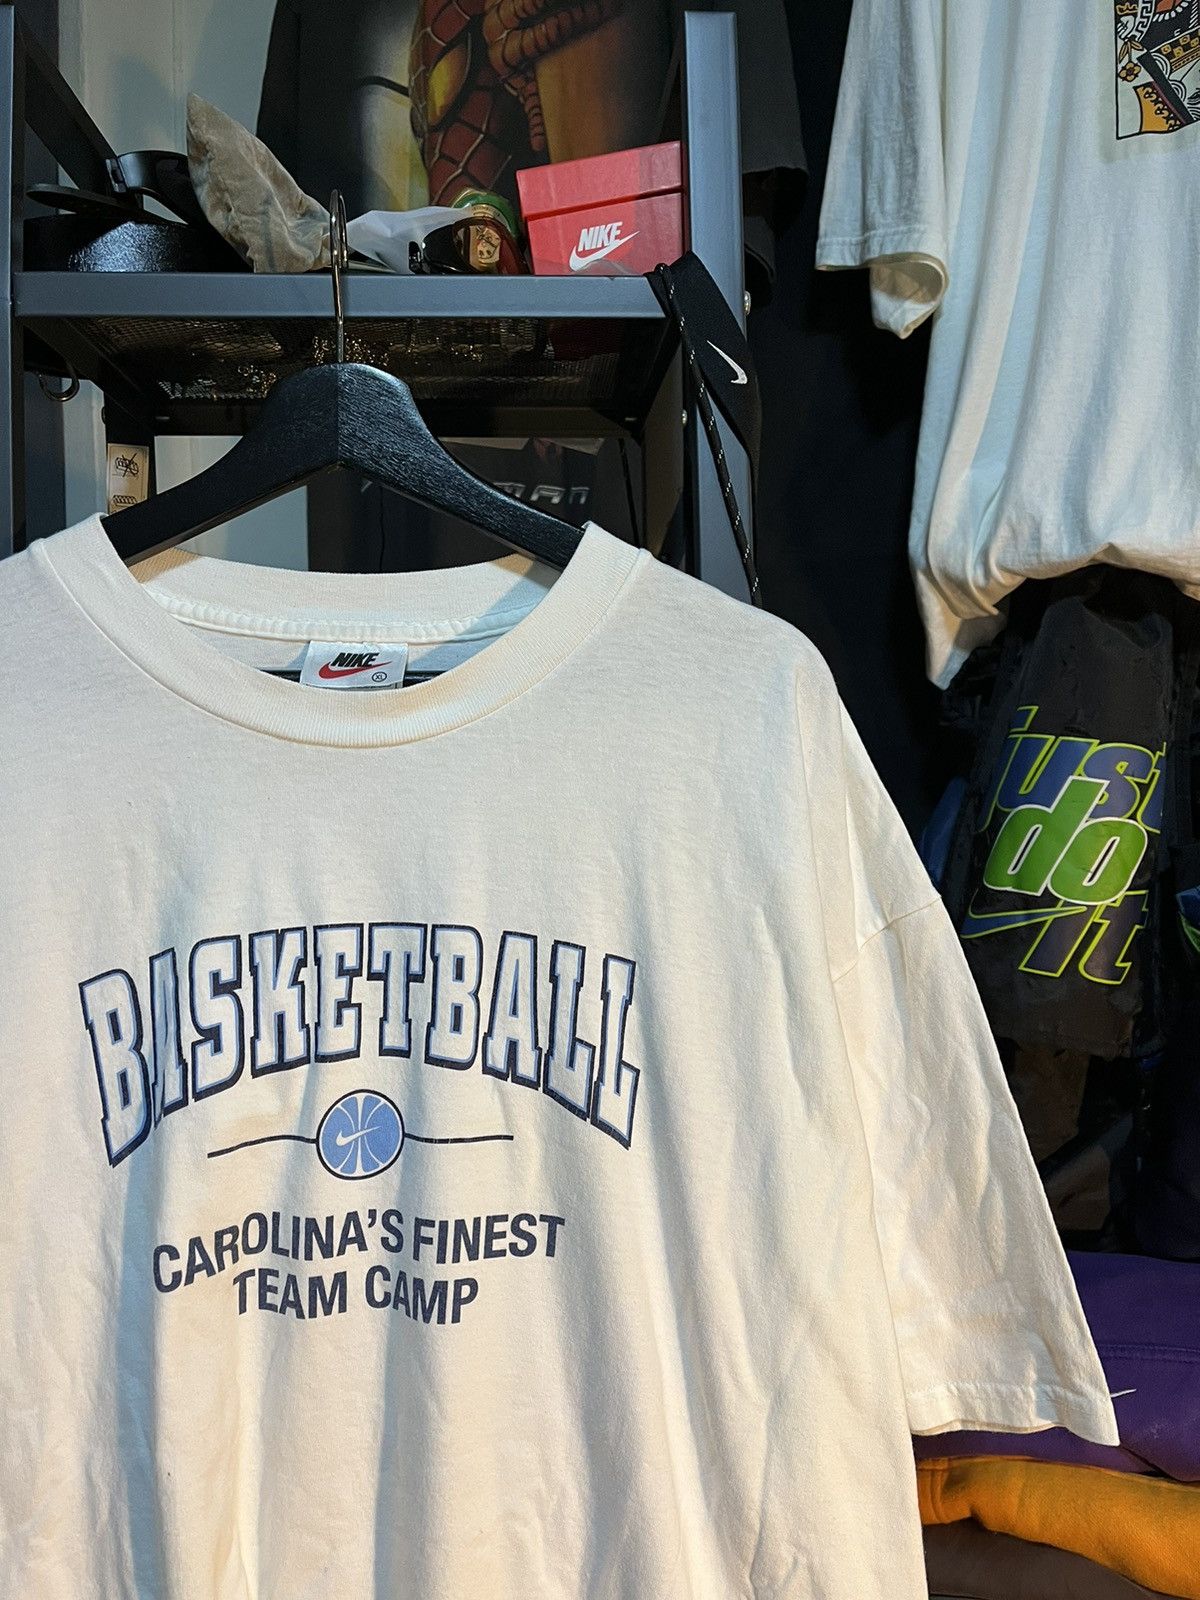 NIKE
NIKE
XL
BASKETBALL
CAROLINA'S FINEST
TEAM CAMP
Just
do
it